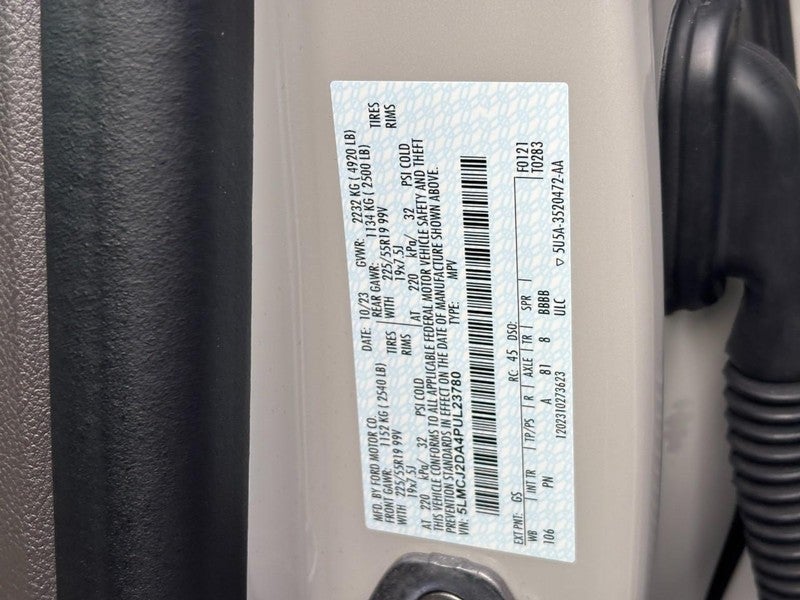 MFD. BY FORD MOTOR CO. DATE: 10/23 GVWR: 2232 KG ( 4920 LB)
FRONT GAWR: 1152 KG ( 2540 LB) REAR GAWR: 1134 KG ( 2500 LB)
WITH 225/55R19 99V TIRES WITH 225/55R19 99V TIRES
19x7.5J RIMS 19x7.5J RIMS
AT 220 kPa/ 32 PSI COLD AT 220 kPa/ 32 PSI COLD
THIS VEHICLE CONFORMS TO ALL APPLICABLE FEDERAL MOTOR VEHICLE SAFETY AND THEFT
PREVENTION STANDARDS IN EFFECT ON THE DATE OF MANUFACTURE SHOWN ABOVE.
VIN: 5LMCJ2DA4PUL23780 TYPE: MPV
F0121
T0283
EXT PNT: GS RC: 45 DSO:
WB INT TR TP/PS R AXLE TR SPR
106 PN A 81 8 BBBB
1202310273623 ULC
▽ 5U5A-3520472-AA